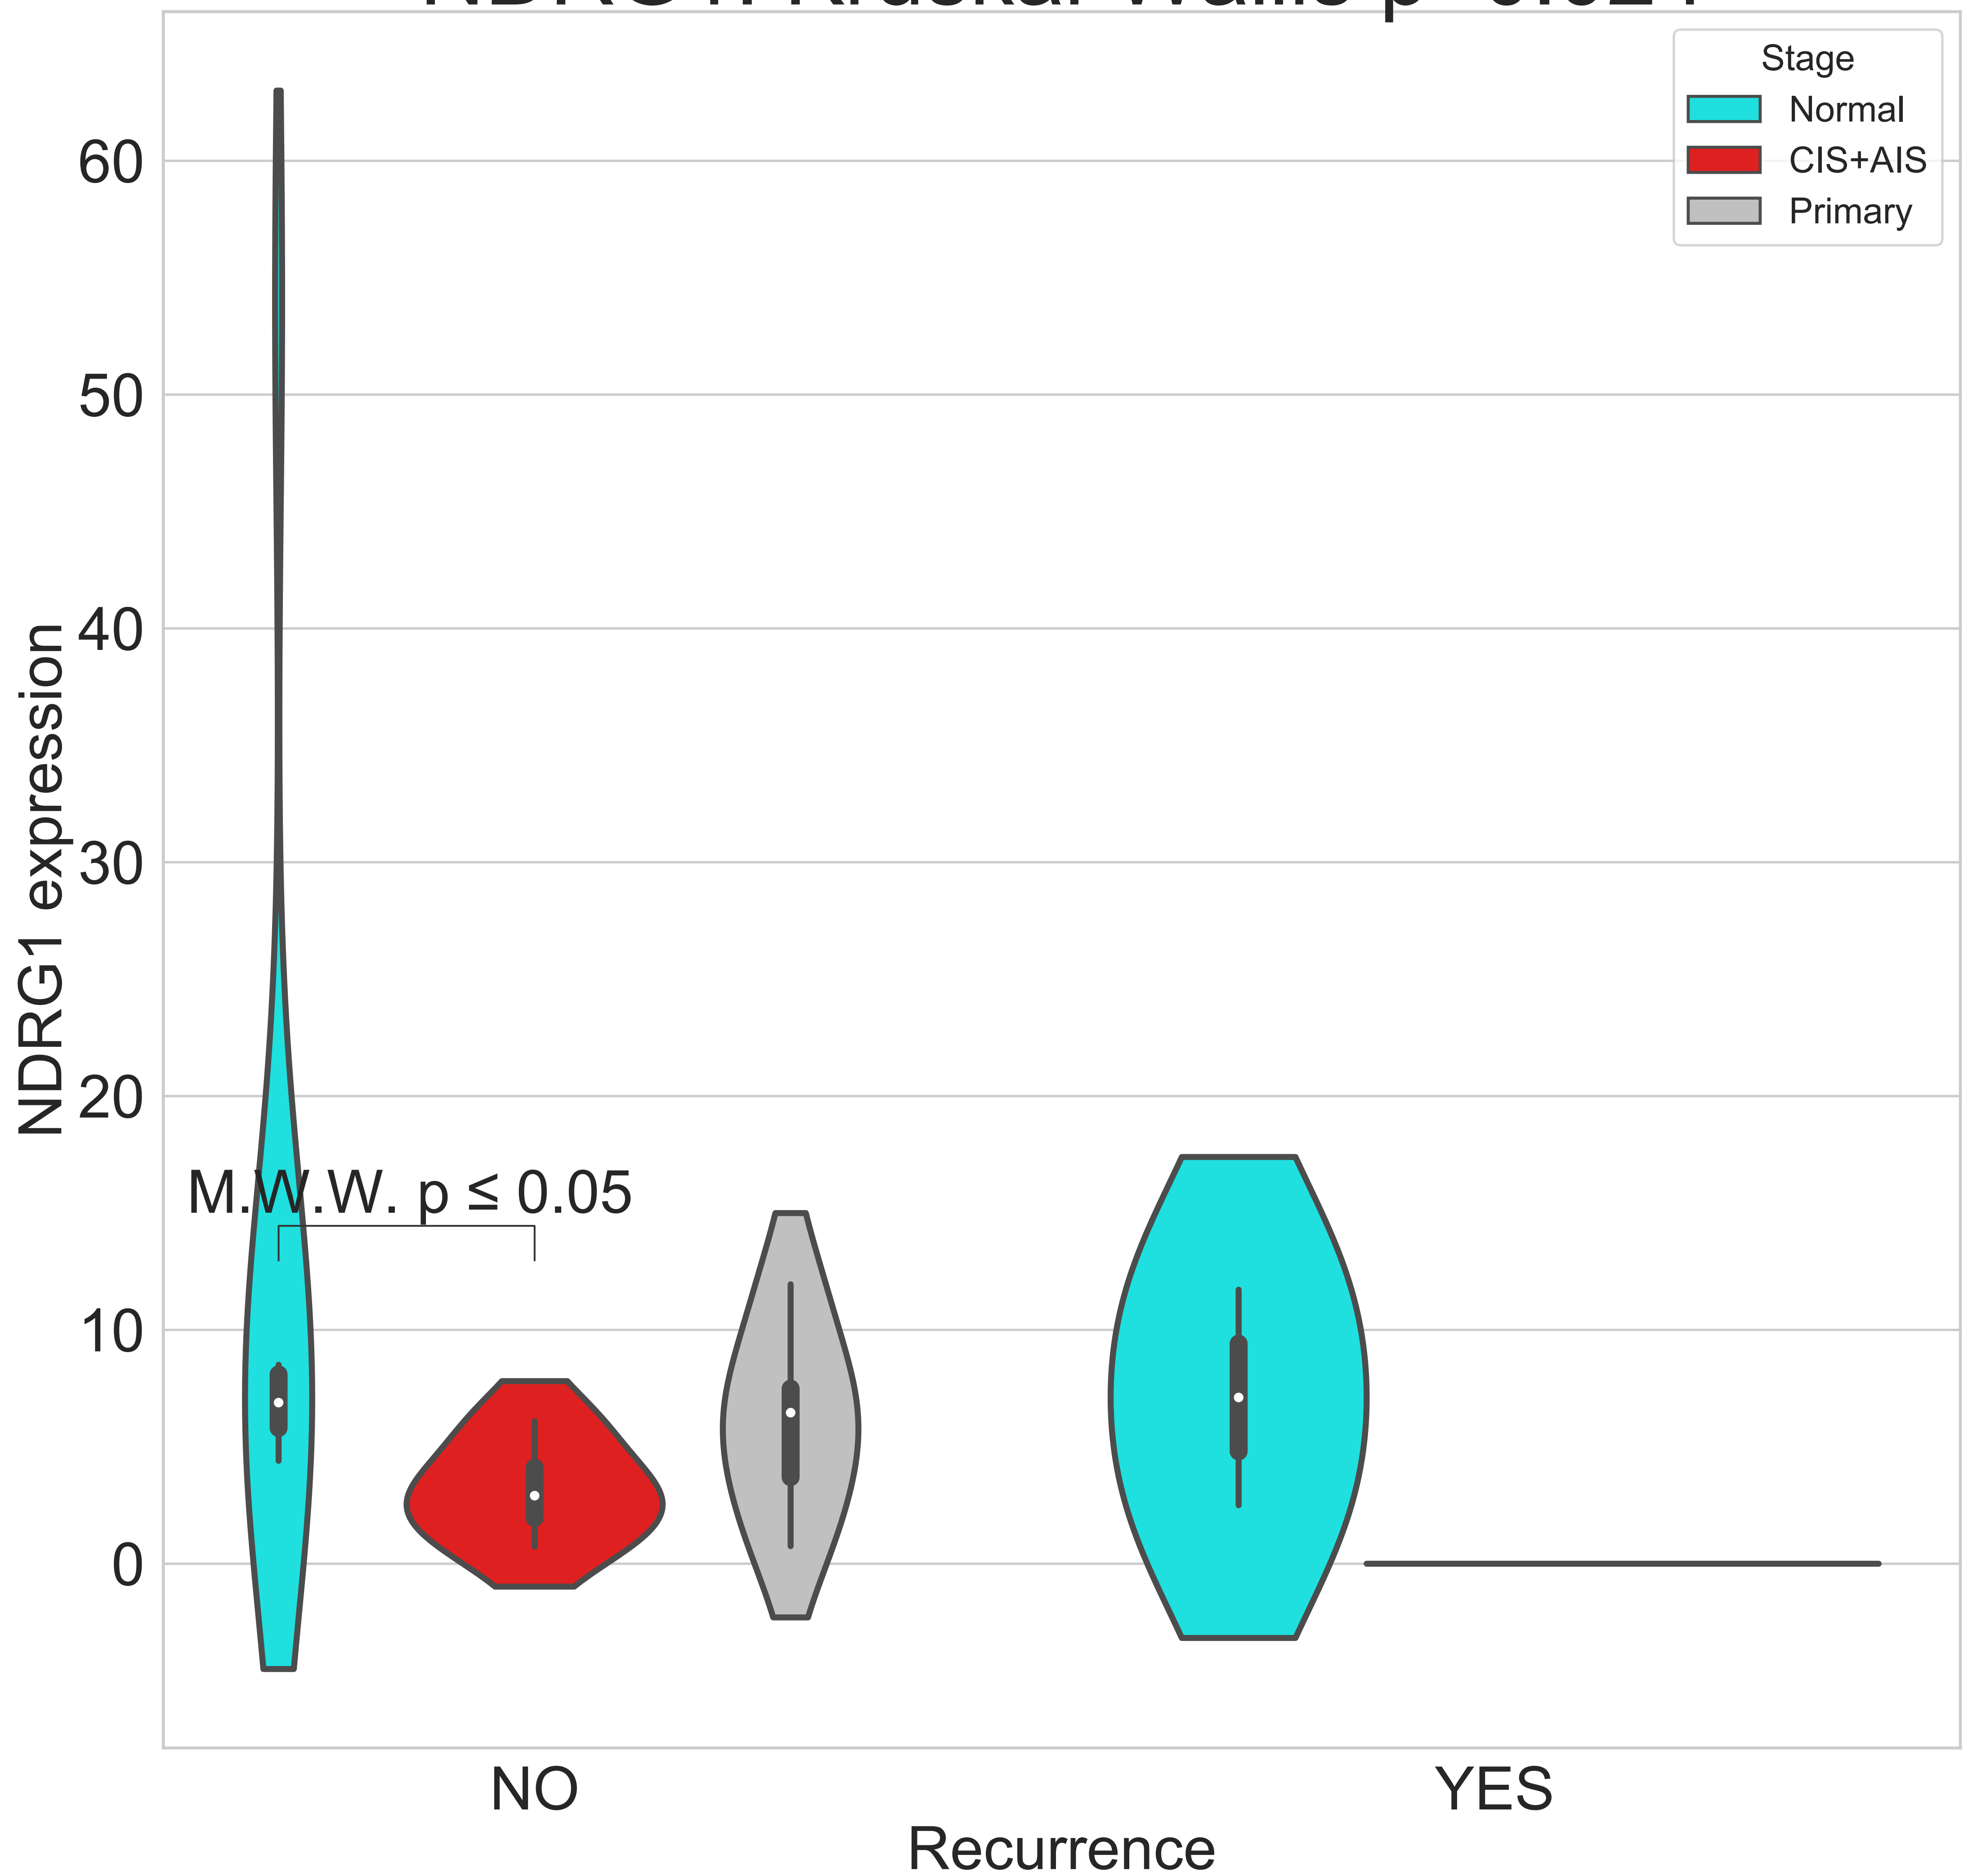 Stage
Normal
CIS+AIS
Primary
60
50
40
30
20
10
0
NDRG1 expression
M.W.W. p ≤ 0.05
NO
YES
Recurrence